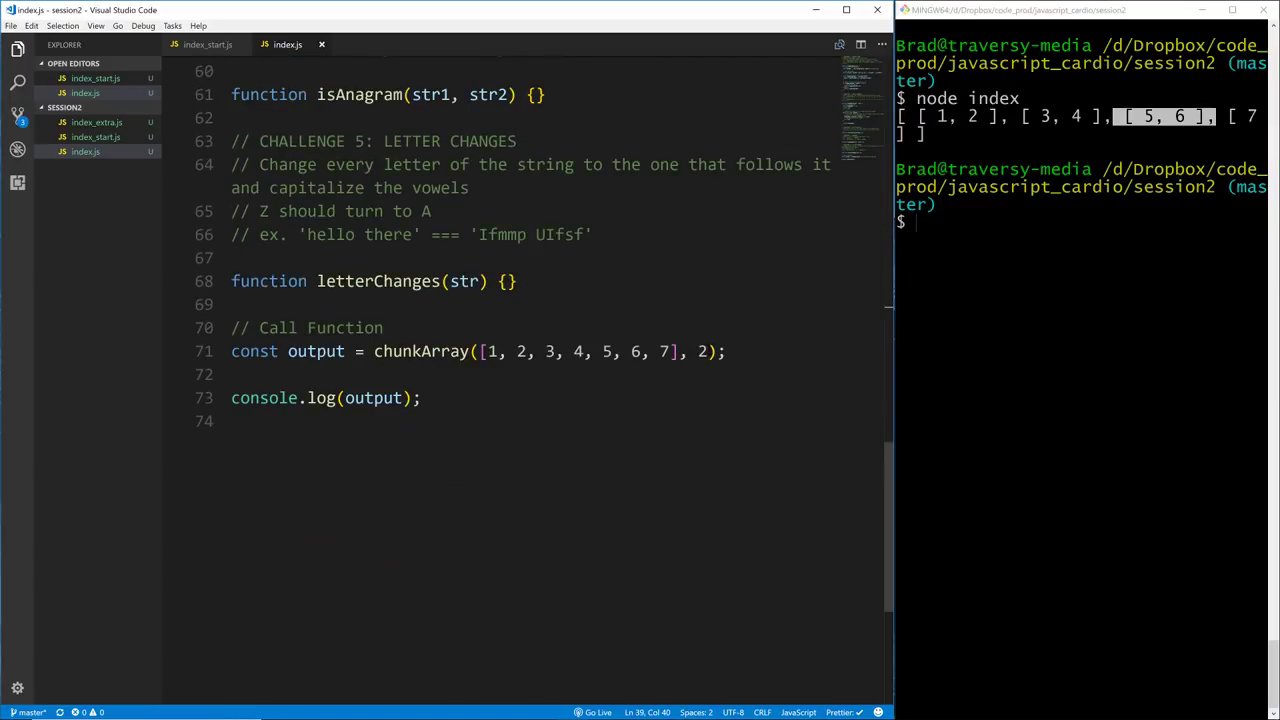 index.js - session2 - Visual Studio Code
File Edit Selection View Go Debug Tasks Help
EXPLORER
OPEN EDITORS
JS index_start.js U
JS index.js U
SESSION2
JS index_extra.js U
JS index_start.js U
JS index.js U
3
JS index_start.js
JS index.js
60
61 function isAnagram(str1, str2) {}
62
63 // CHALLENGE 5: LETTER CHANGES
64 // Change every letter of the string to the one that follows it
and capitalize the vowels
65 // Z should turn to A
66 // ex. 'hello there' === 'Ifmmp UIfsf'
67
68 function letterChanges(str) {}
69
70 // Call Function
71 const output = chunkArray([1, 2, 3, 4, 5, 6, 7], 2);
72
73 console.log(output);
74
master* 0 0
Go Live Ln 39, Col 40 Spaces: 2 UTF-8 CRLF JavaScript Prettier: ✓
MINGW64:/d/Dropbox/code_prod/javascript_cardio/session2
Brad@traversy-media /d/Dropbox/code_
prod/javascript_cardio/session2 (mas
ter)
$ node index
[ [ 1, 2 ], [ 3, 4 ], [ 5, 6 ], [ 7
] ]
Brad@traversy-media /d/Dropbox/code_
prod/javascript_cardio/session2 (mas
ter)
$